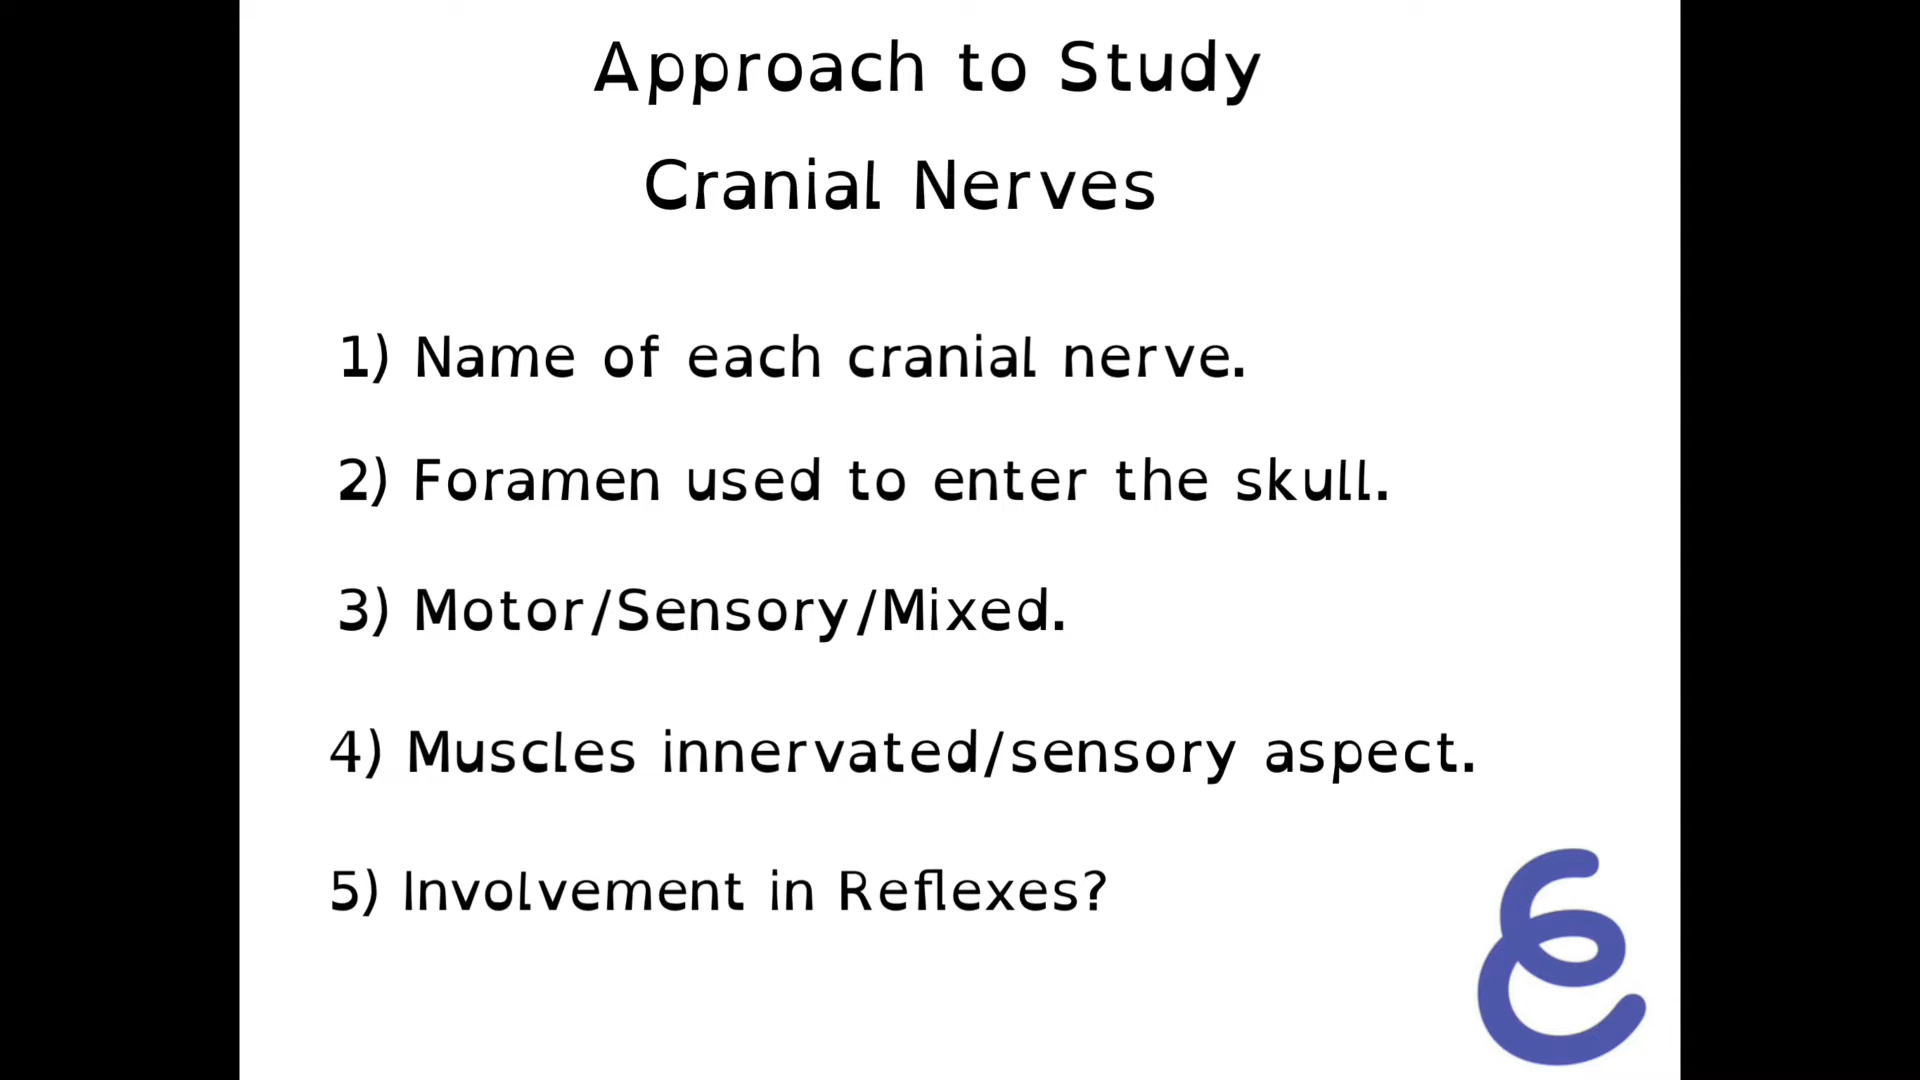 Approach to Study
Cranial Nerves
1) Name of each cranial nerve.
2) Foramen used to enter the skull.
3) Motor/Sensory/Mixed.
4) Muscles innervated/sensory aspect.
5) Involvement in Reflexes?